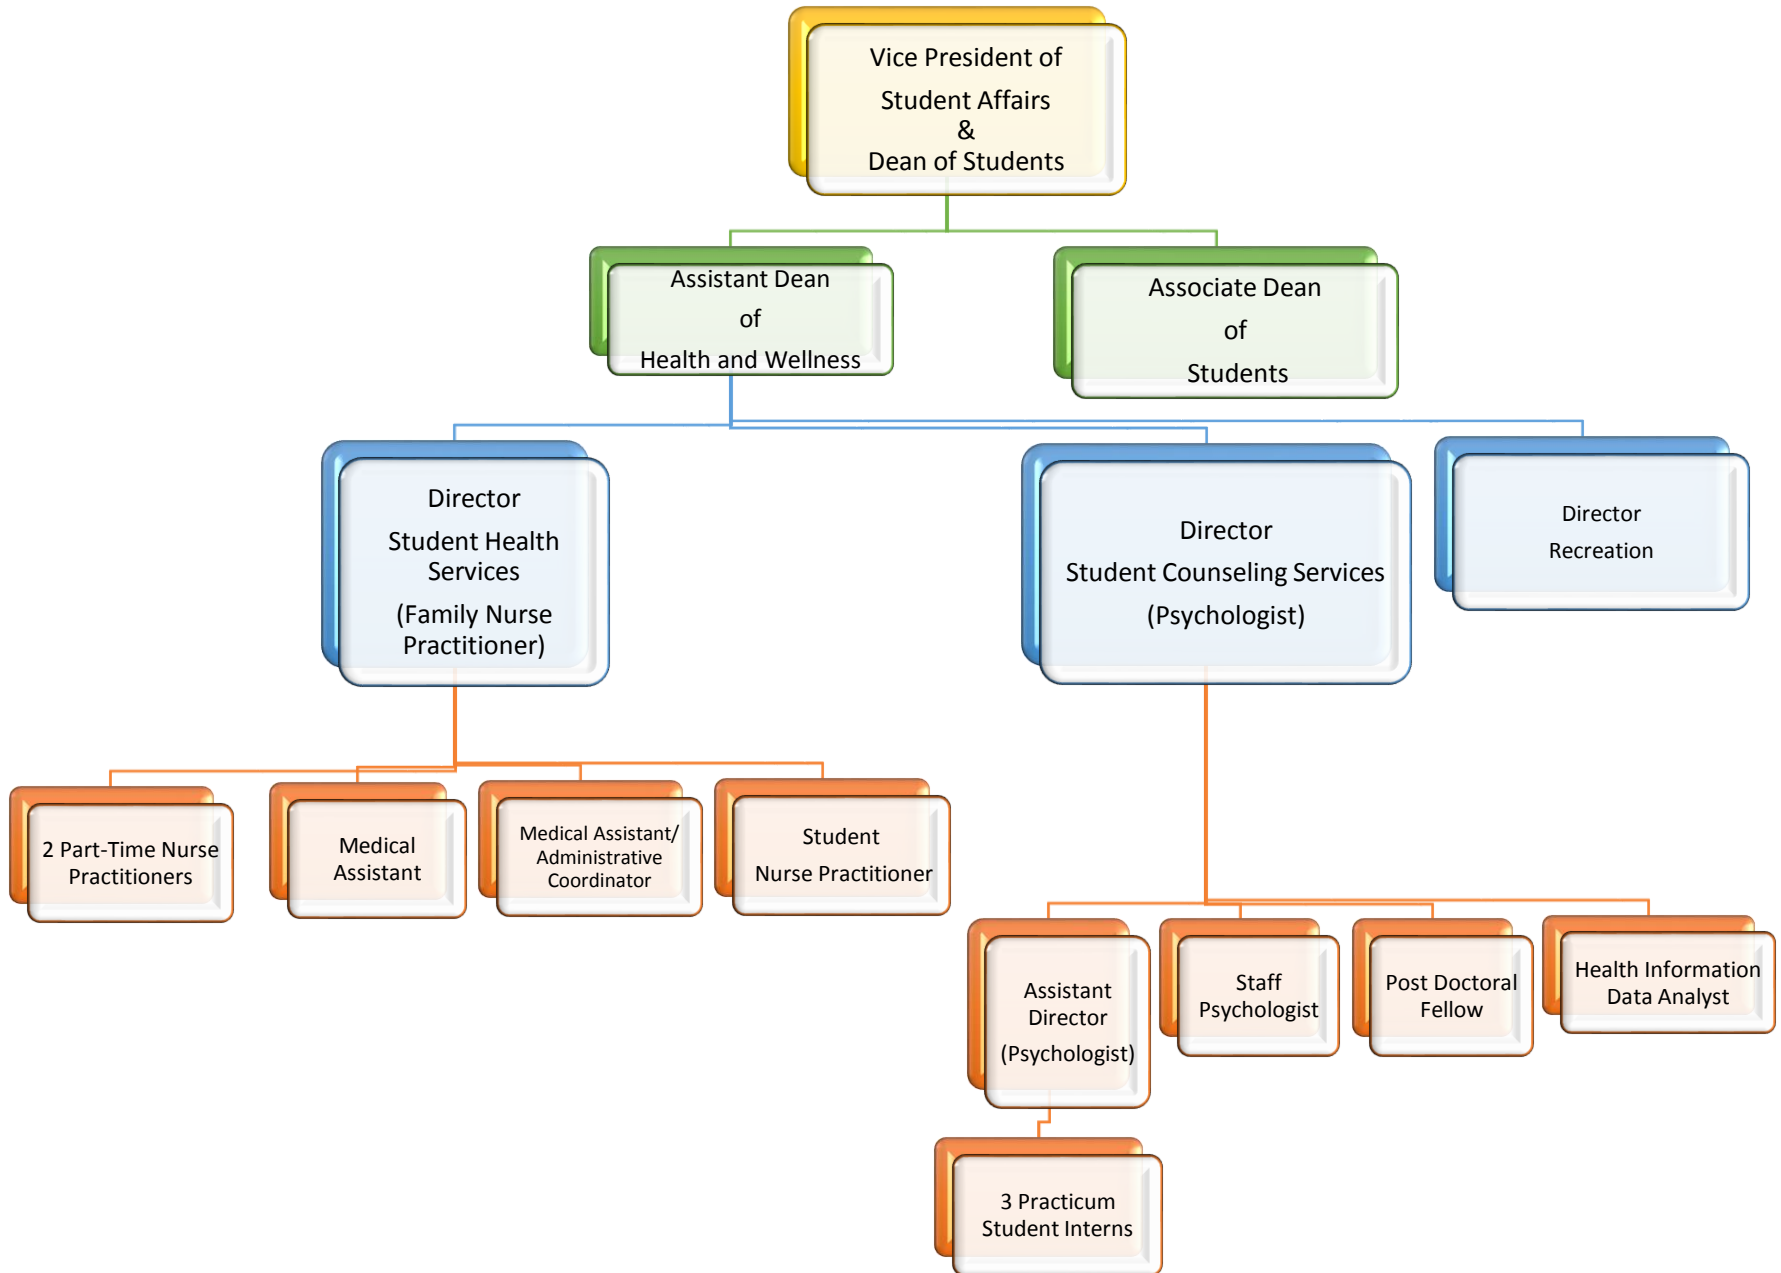 Vice President of
Student Affairs
&
Dean of Students
Assistant Dean
of
Health and Wellness
Associate Dean
of
Students
Director
Student Health
Services
(Family Nurse
Practitioner)
Director
Student Counseling Services
(Psychologist)
Director
Recreation
2 Part-Time Nurse
Practitioners
Medical
Assistant
Medical Assistant/
Administrative
Coordinator
Student
Nurse Practitioner
Assistant
Director
(Psychologist)
Staff
Psychologist
Post Doctoral
Fellow
Health Information
Data Analyst
3 Practicum
Student Interns